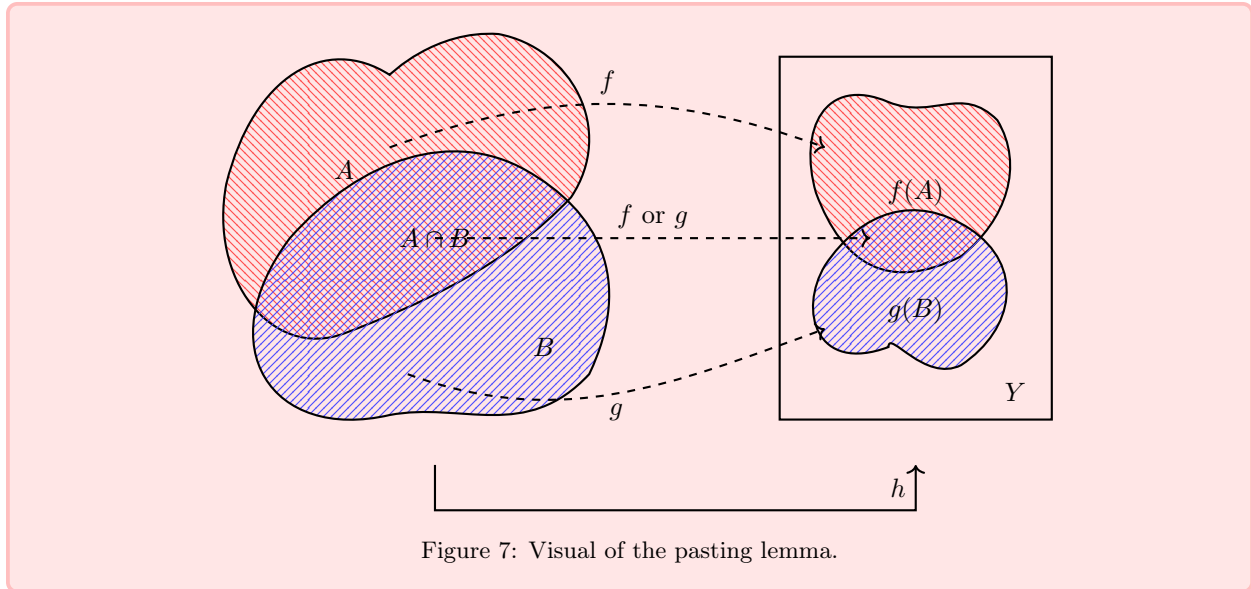 f
A
f(A)
f or g
A ∩ B
g(B)
B
Y
g
h
Figure 7: Visual of the pasting lemma.